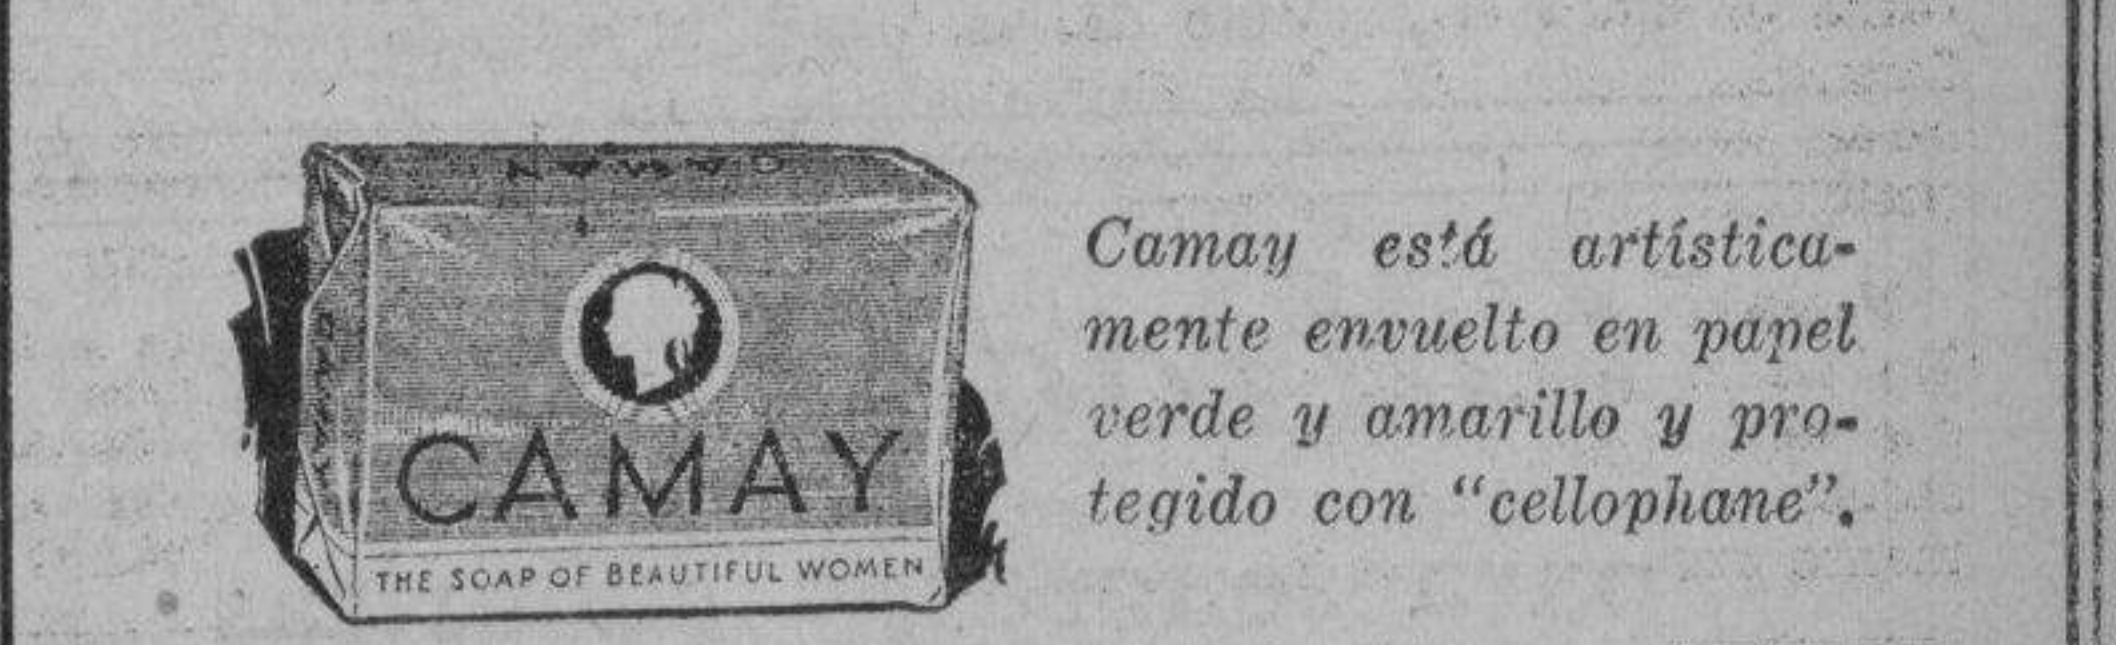 CAMAY
CAMAY
CAMAY
THE SOAP OF BEAUTIFUL WOMEN
Camay está artística-
mente envuelto en papel
verde y amarillo y pro-
tegido con "cellophane".